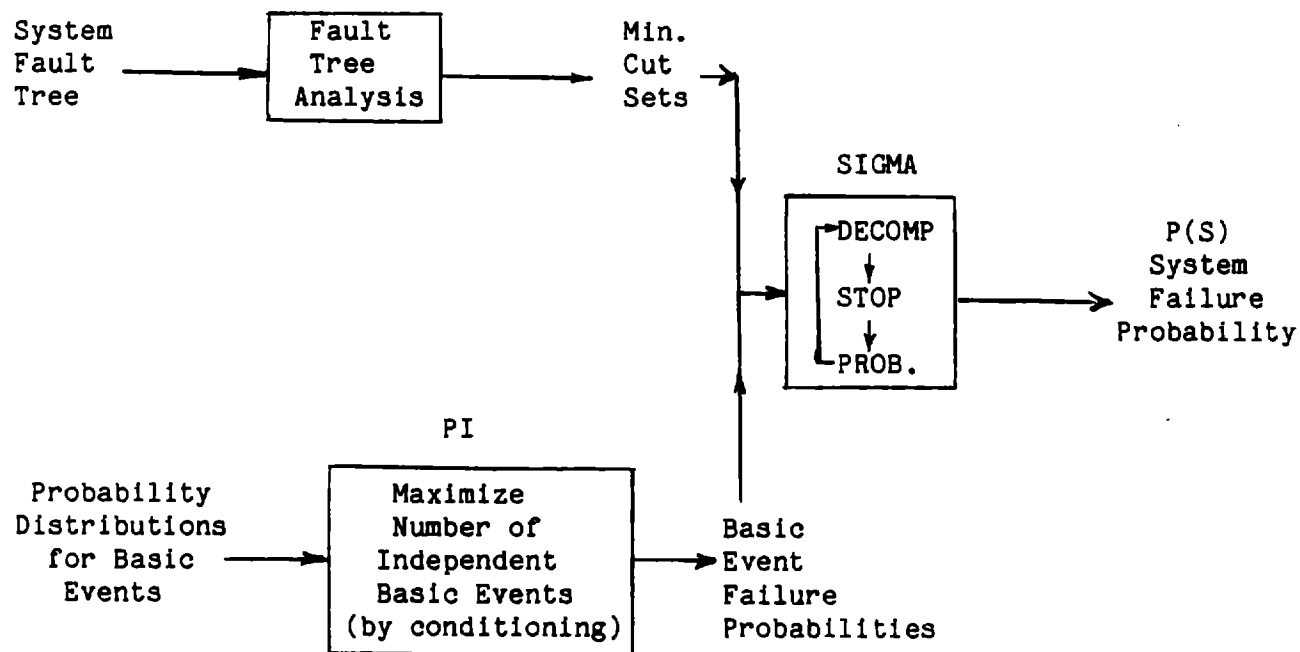 System
Fault
Tree
Fault
Tree
Analysis
Min.
Cut
Sets
SIGMA
DECOMP
STOP
PROB.
P(S)
System
Failure
Probability
PI
Probability
Distributions
for Basic
Events
Maximize
Number of
Independent
Basic Events
(by conditioning)
Basic
Event
Failure
Probabilities